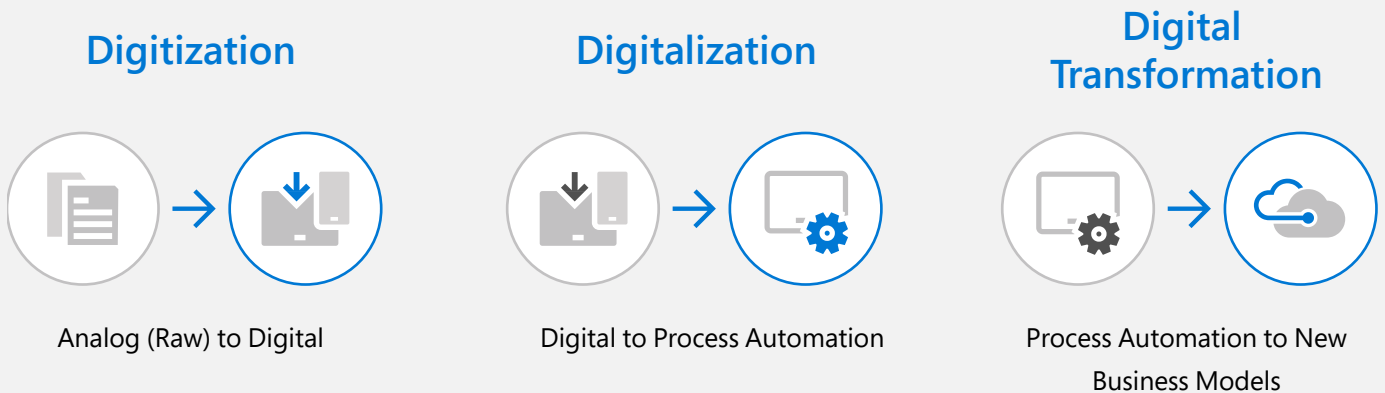 Digitization
Digitalization
Digital
Transformation
Analog (Raw) to Digital
Digital to Process Automation
Process Automation to New
Business Models